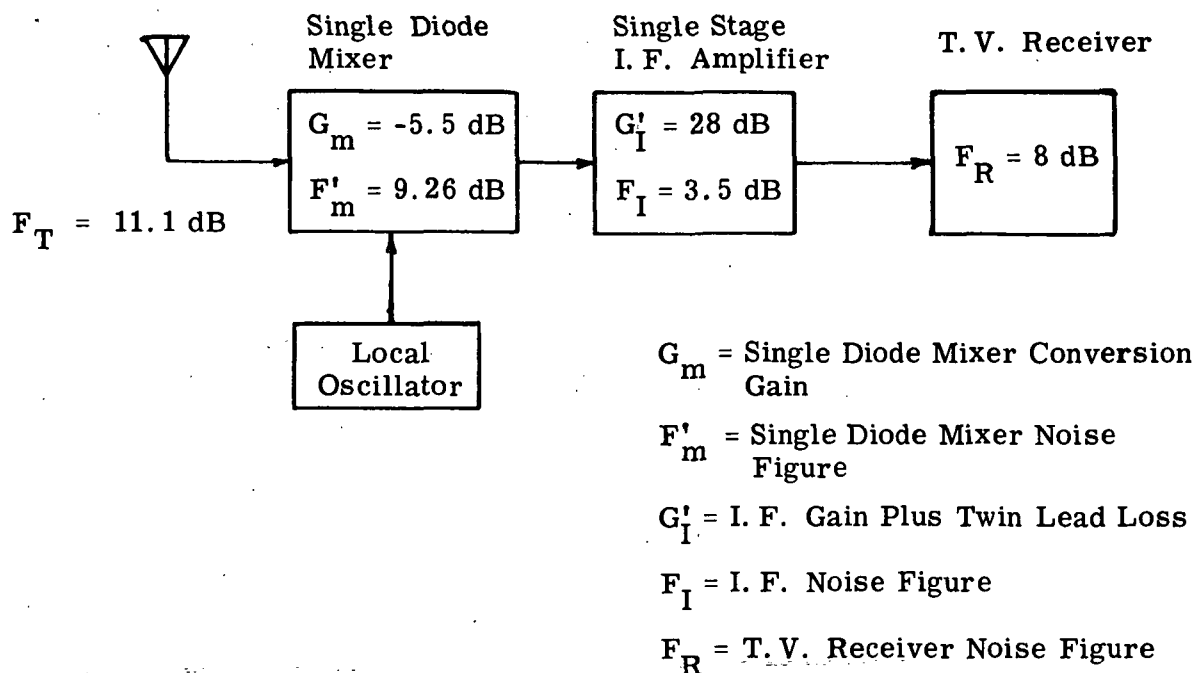 Single Diode
Mixer
Single Stage
I. F. Amplifier
T. V. Receiver
G_m = -5.5 dB
F'_m = 9.26 dB
G'_I = 28 dB
F_I = 3.5 dB
F_R = 8 dB
F_T = 11.1 dB
Local
Oscillator
G_m = Single Diode Mixer Conversion
Gain
F'_m = Single Diode Mixer Noise
Figure
G'_I = I. F. Gain Plus Twin Lead Loss
F_I = I. F. Noise Figure
F_R = T. V. Receiver Noise Figure